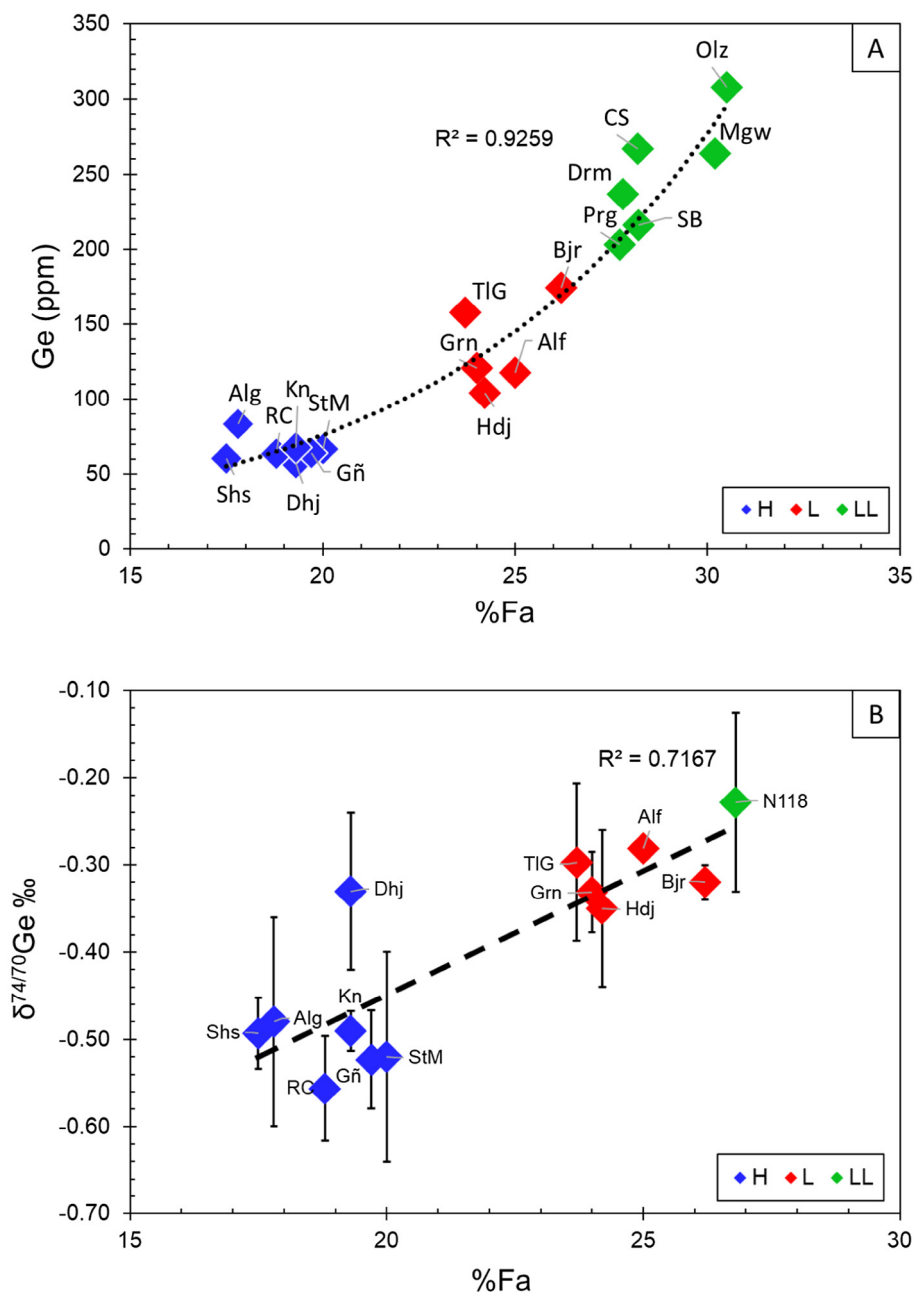 A
350
300
250
200
150
100
50
0
Ge (ppm)
R² = 0.9259
Olz
CS
Mgw
Drm
Prg
SB
Bjr
TlG
Grn
Alf
Hdj
Alg
RC
Kn
StM
Shs
Dhj
Gñ
H L LL
15 20 25 30 35
%Fa
B
-0.10
-0.20
-0.30
-0.40
-0.50
-0.60
-0.70
δ74/70Ge ‰
R² = 0.7167
N118
Alf
TlG
Bjr
Grn
Hdj
Dhj
Kn
Shs
Alg
Gñ
StM
RC
H L LL
15 20 25 30
%Fa